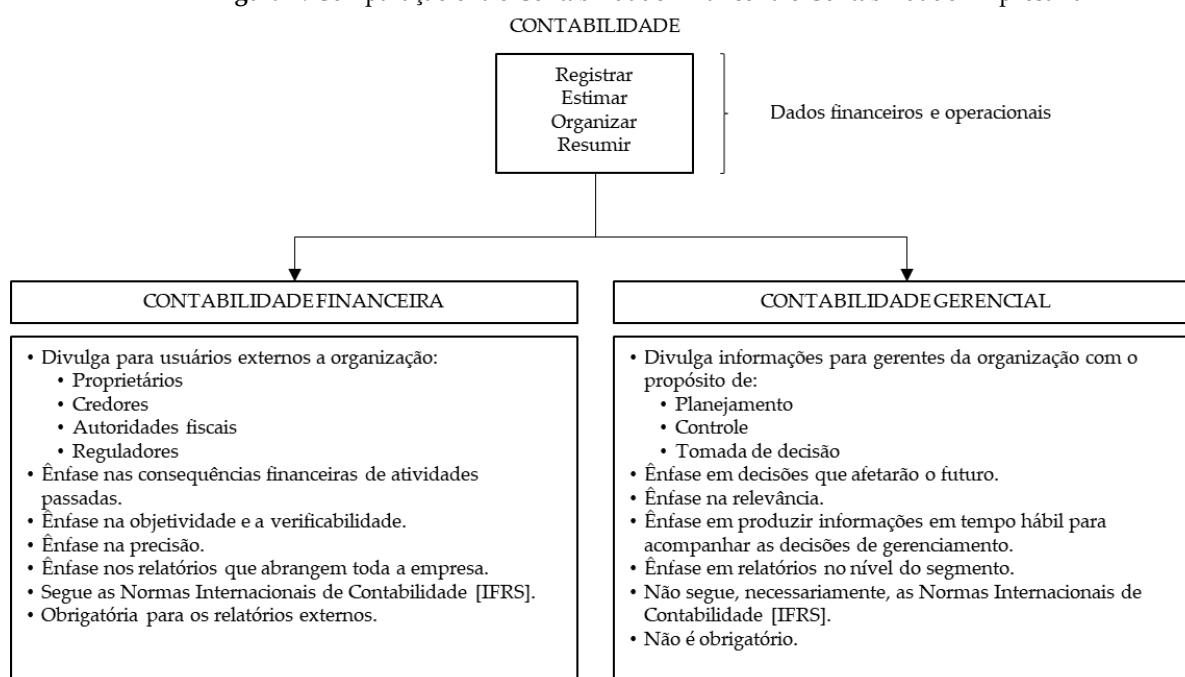 CONTABILIDADE
Registrar
Estimar
Organizar
Resumir
Dados financeiros e operacionais
CONTABILIDADE FINANCEIRA
• Divulga para usuários externos a organização:
• Proprietários
• Credores
• Autoridades fiscais
• Reguladores
• Ênfase nas consequências financeiras de atividades
passadas.
• Ênfase na objetividade e a verificabilidade.
• Ênfase na precisão.
• Ênfase nos relatórios que abrangem toda a empresa.
• Segue as Normas Internacionais de Contabilidade [IFRS].
• Obrigatória para os relatórios externos.
CONTABILIDADE GERENCIAL
• Divulga informações para gerentes da organização com o
propósito de:
• Planejamento
• Controle
• Tomada de decisão
• Ênfase em decisões que afetarão o futuro.
• Ênfase na relevância.
• Ênfase em produzir informações em tempo hábil para
acompanhar as decisões de gerenciamento.
• Ênfase em relatórios no nível do segmento.
• Não segue, necessariamente, as Normas Internacionais de
Contabilidade [IFRS].
• Não é obrigatório.